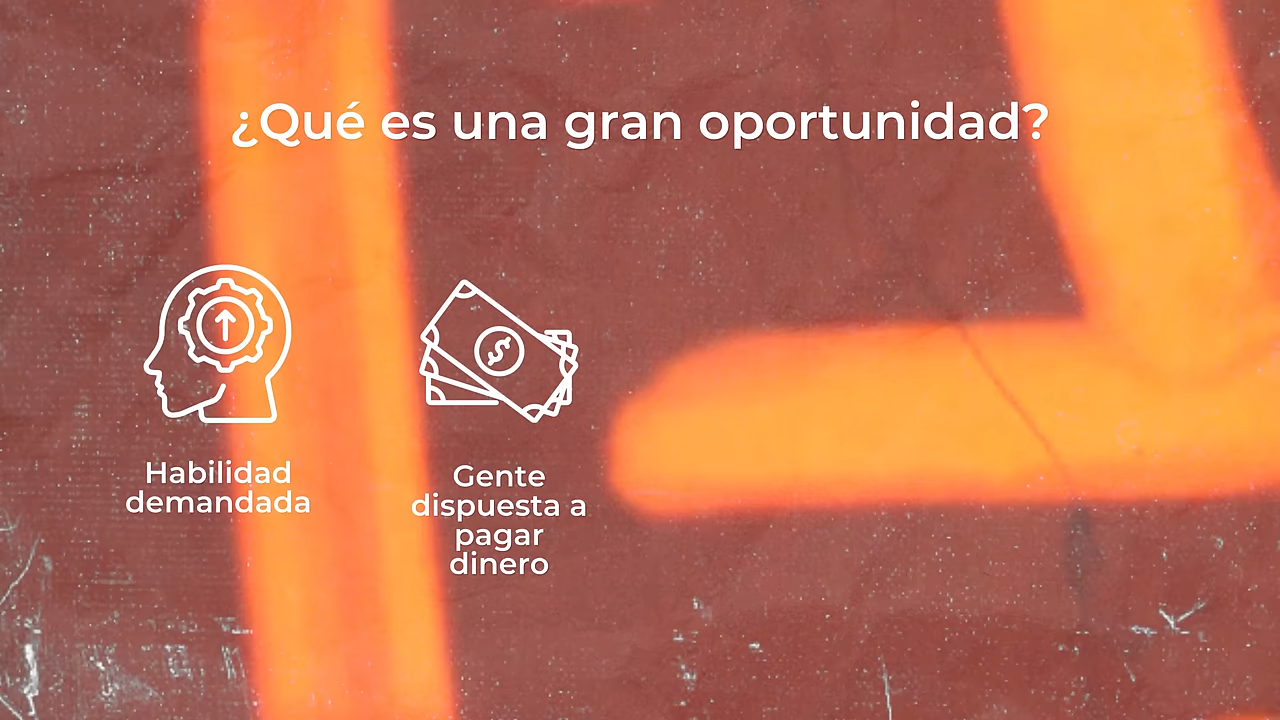 ¿Qué es una gran oportunidad?
Habilidad
demandada
Gente
dispuesta a
pagar
dinero